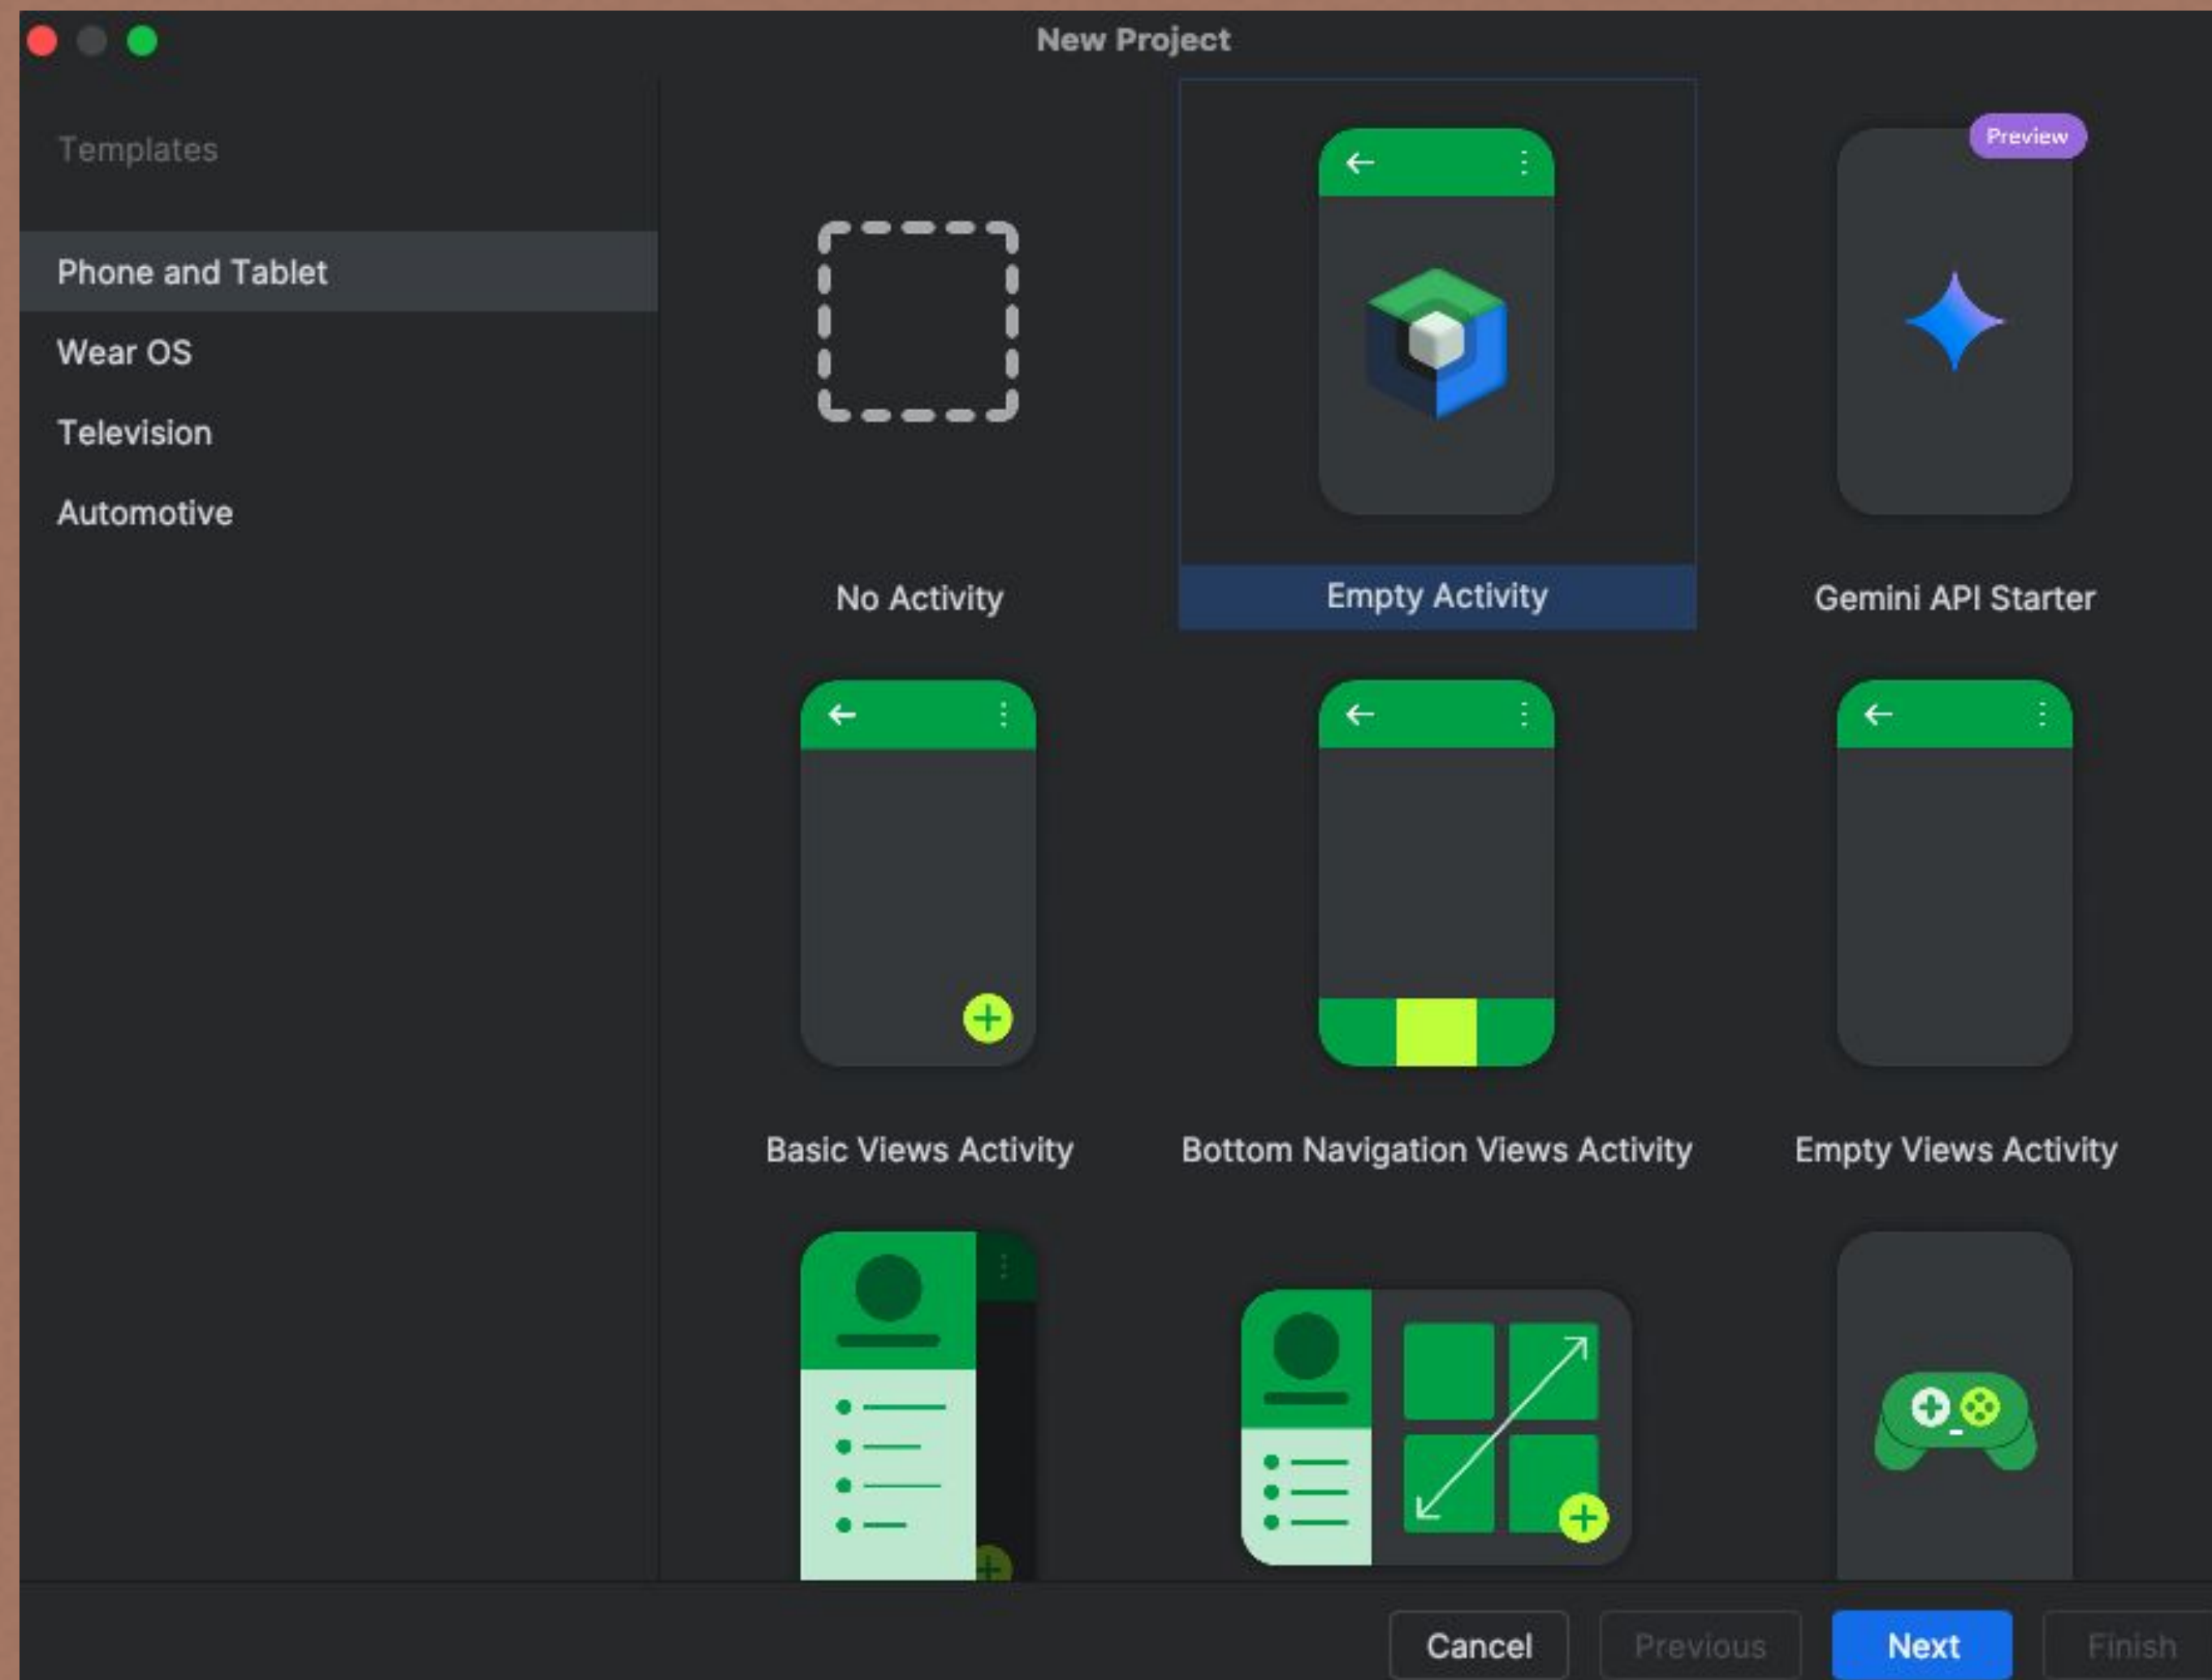 New Project
Templates
Phone and Tablet
Wear OS
Television
Automotive
Preview
No Activity
Empty Activity
Gemini API Starter
Basic Views Activity
Bottom Navigation Views Activity
Empty Views Activity
Cancel
Previous
Next
Finish